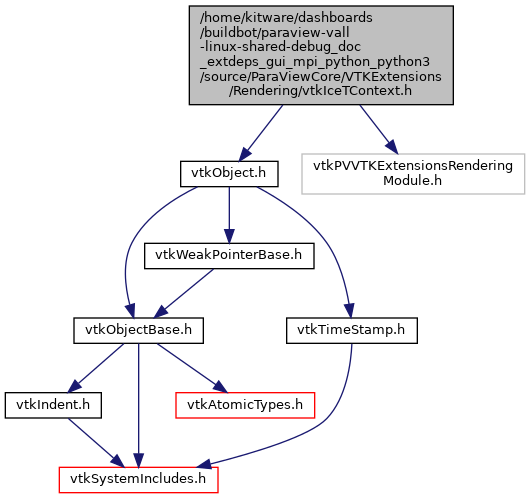 /home/kitware/dashboards
/buildbot/paraview-vall
-linux-shared-debug_doc
_extdeps_gui_mpi_python_python3
/source/ParaViewCore/VTKExtensions
/Rendering/vtkIceTContext.h
vtkObject.h
vtkPVVTKExtensionsRendering
Module.h
vtkWeakPointerBase.h
vtkObjectBase.h
vtkTimeStamp.h
vtkIndent.h
vtkAtomicTypes.h
vtkSystemIncludes.h